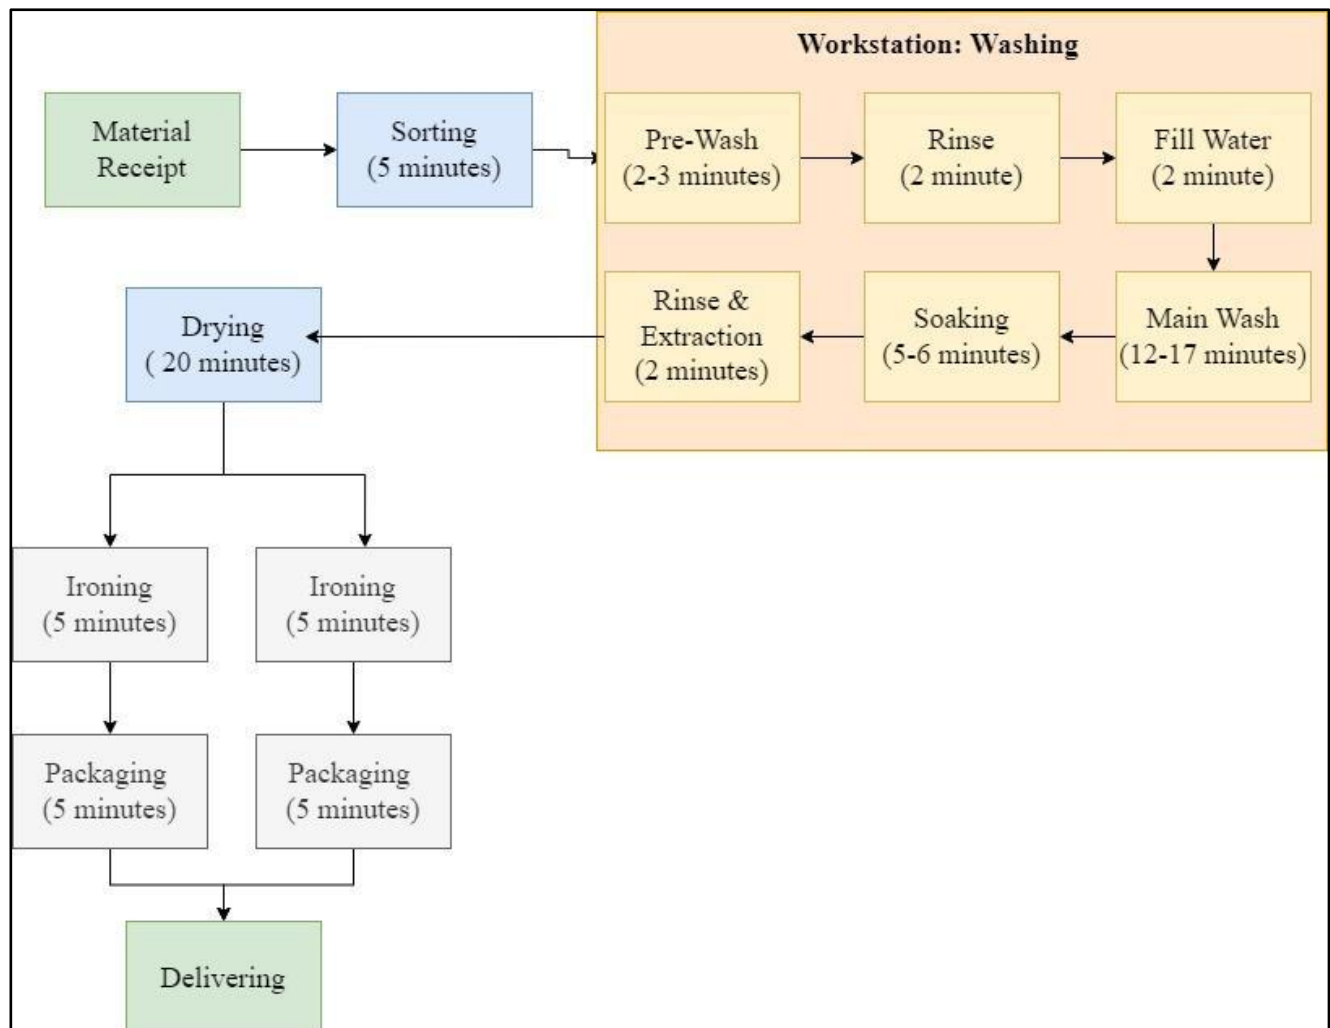 Workstation: Washing
Material
Receipt
Sorting
(5 minutes)
Pre-Wash
(2-3 minutes)
Rinse
(2 minute)
Fill Water
(2 minute)
Main Wash
(12-17 minutes)
Soaking
(5-6 minutes)
Rinse &
Extraction
(2 minutes)
Drying
( 20 minutes)
Ironing
(5 minutes)
Packaging
(5 minutes)
Ironing
(5 minutes)
Packaging
(5 minutes)
Delivering